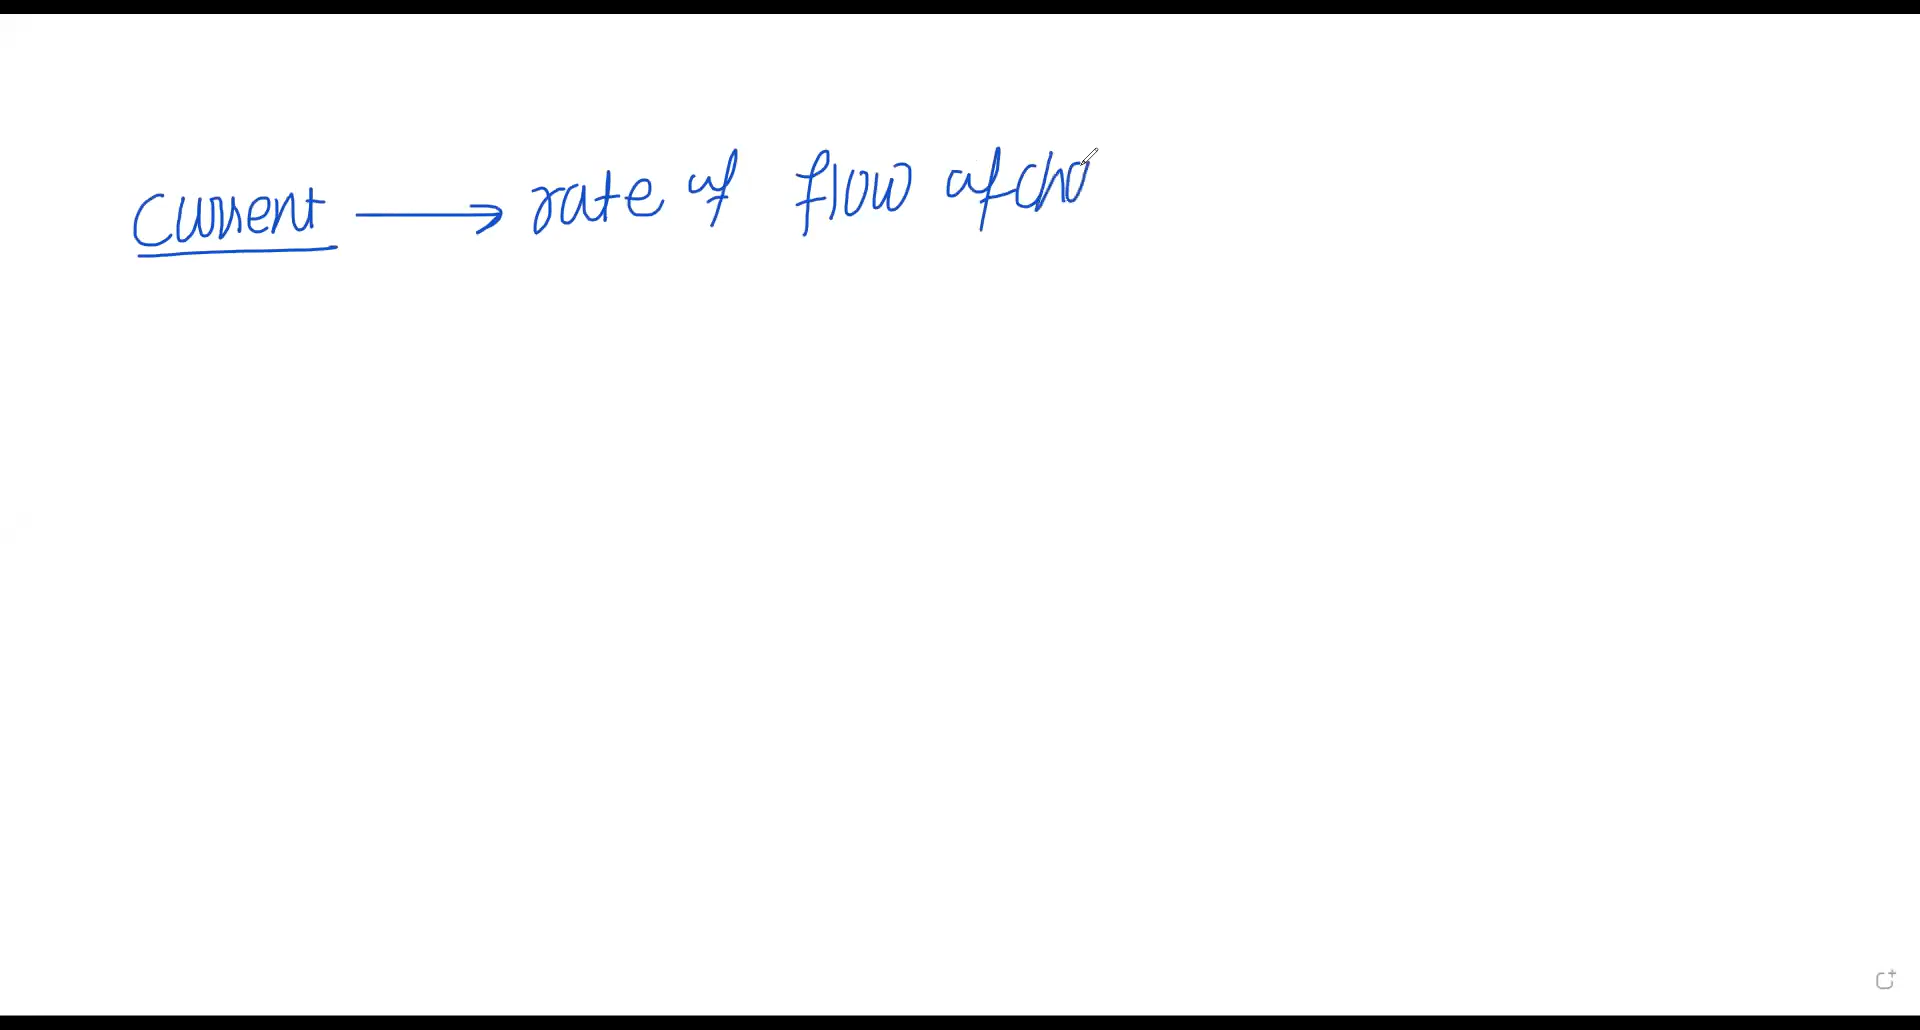 Current → rate of flow of cha